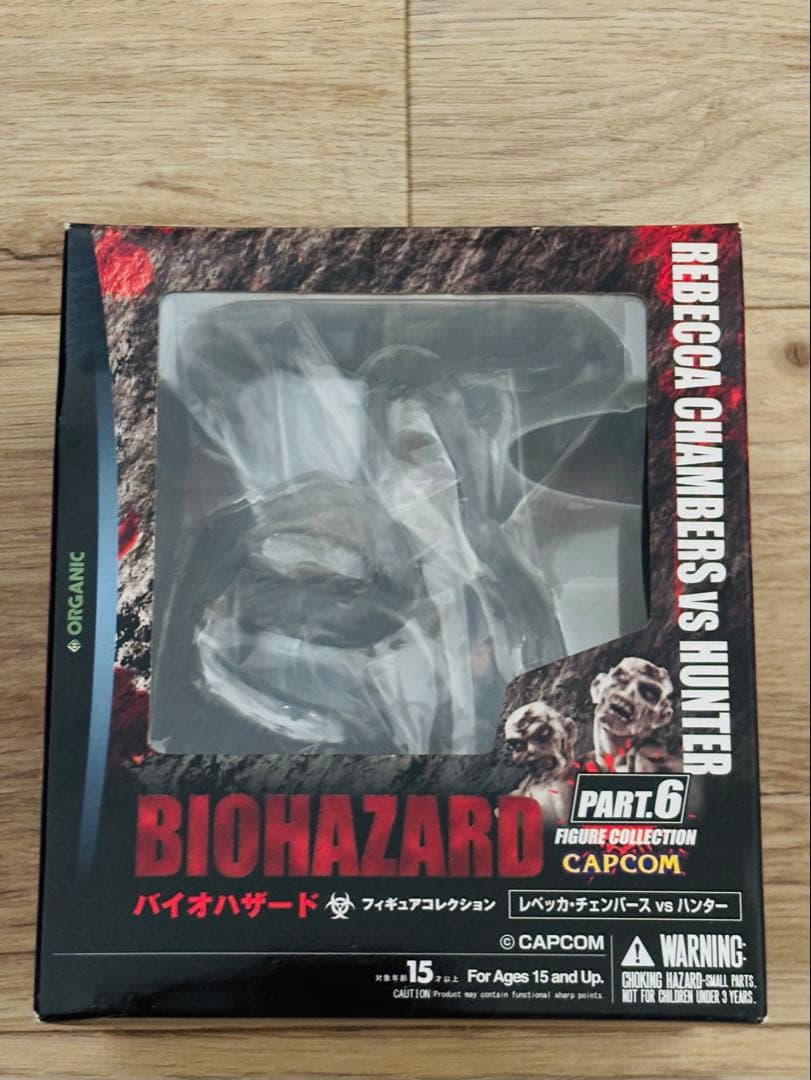 REBECCA CHAMBERS VS HUNTER
ORGANIC
PART.6
FIGURE COLLECTION
CAPCOM
BIOHAZARD
バイオハザード フィギュアコレクション
レベッカ・チェンバース vs ハンター
© CAPCOM
対象年齢15才以上 For Ages 15 and Up.
CAUTION:Product may contain functional sharp points.
WARNING:
CHOKING HAZARD-SMALL PARTS.
NOT FOR CHILDREN UNDER 3 YEARS.